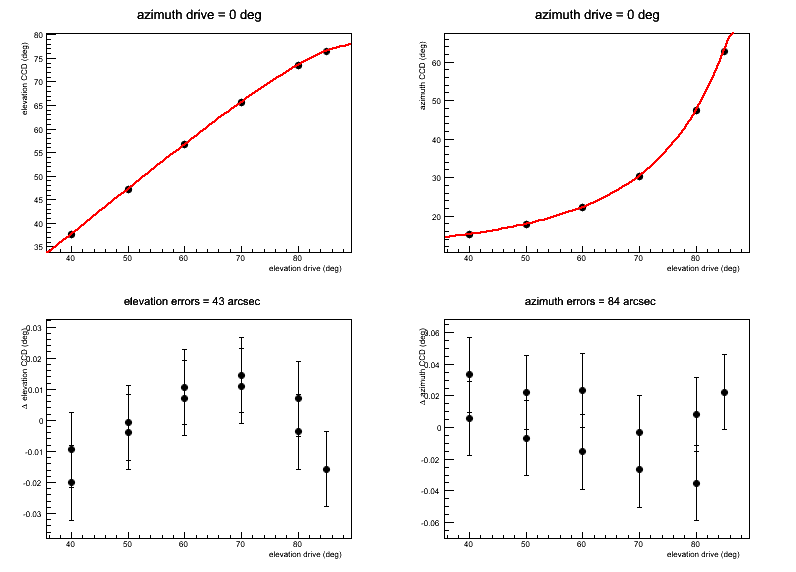 azimuth drive = 0 deg
elevation CCD (deg)
80
75
70
65
60
55
50
45
40
35
40 50 60 70 80
elevation drive (deg)
azimuth drive = 0 deg
azimuth CCD (deg)
60
50
40
30
20
40 50 60 70 80
elevation drive (deg)
elevation errors = 43 arcsec
Δ elevation CCD (deg)
0.03
0.02
0.01
0
-0.01
-0.02
-0.03
40 50 60 70 80
elevation drive (deg)
azimuth errors = 84 arcsec
Δ azimuth CCD (deg)
0.06
0.04
0.02
0
-0.02
-0.04
-0.06
40 50 60 70 80
elevation drive (deg)